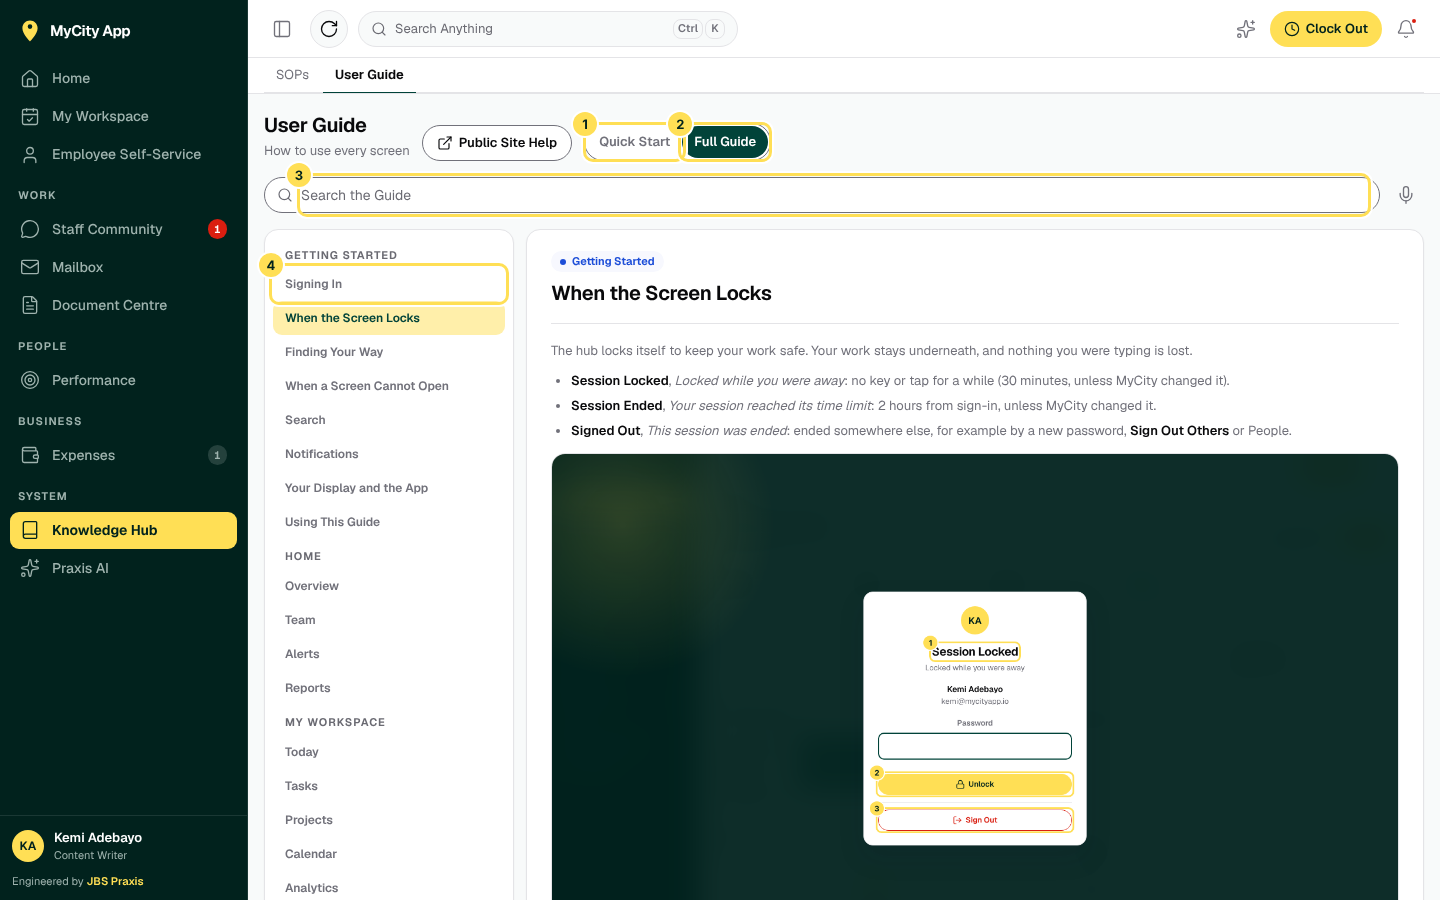 MyCity App
Home
My Workspace
Employee Self-Service
WORK
Staff Community 1
Mailbox
Document Centre
PEOPLE
Performance
BUSINESS
Expenses 1
SYSTEM
Knowledge Hub
Praxis AI
KA
Kemi Adebayo
Content Writer
Engineered by JBS Praxis
Search Anything Ctrl K
Clock Out
SOPs User Guide
User Guide
How to use every screen
Public Site Help
1 Quick Start
2 Full Guide
3
Search the Guide
GETTING STARTED
4
Signing In
When the Screen Locks
Finding Your Way
When a Screen Cannot Open
Search
Notifications
Your Display and the App
Using This Guide
HOME
Overview
Team
Alerts
Reports
MY WORKSPACE
Today
Tasks
Projects
Calendar
Analytics
Getting Started
When the Screen Locks
The hub locks itself to keep your work safe. Your work stays underneath, and nothing you were typing is lost.
• Session Locked, Locked while you were away: no key or tap for a while (30 minutes, unless MyCity changed it).
• Session Ended, Your session reached its time limit: 2 hours from sign-in, unless MyCity changed it.
• Signed Out, This session was ended: ended somewhere else, for example by a new password, Sign Out Others or People.
KA
1
Session Locked
Locked while you were away
Kemi Adebayo
kemi@mycityapp.io
Password
2
Unlock
3
Sign Out